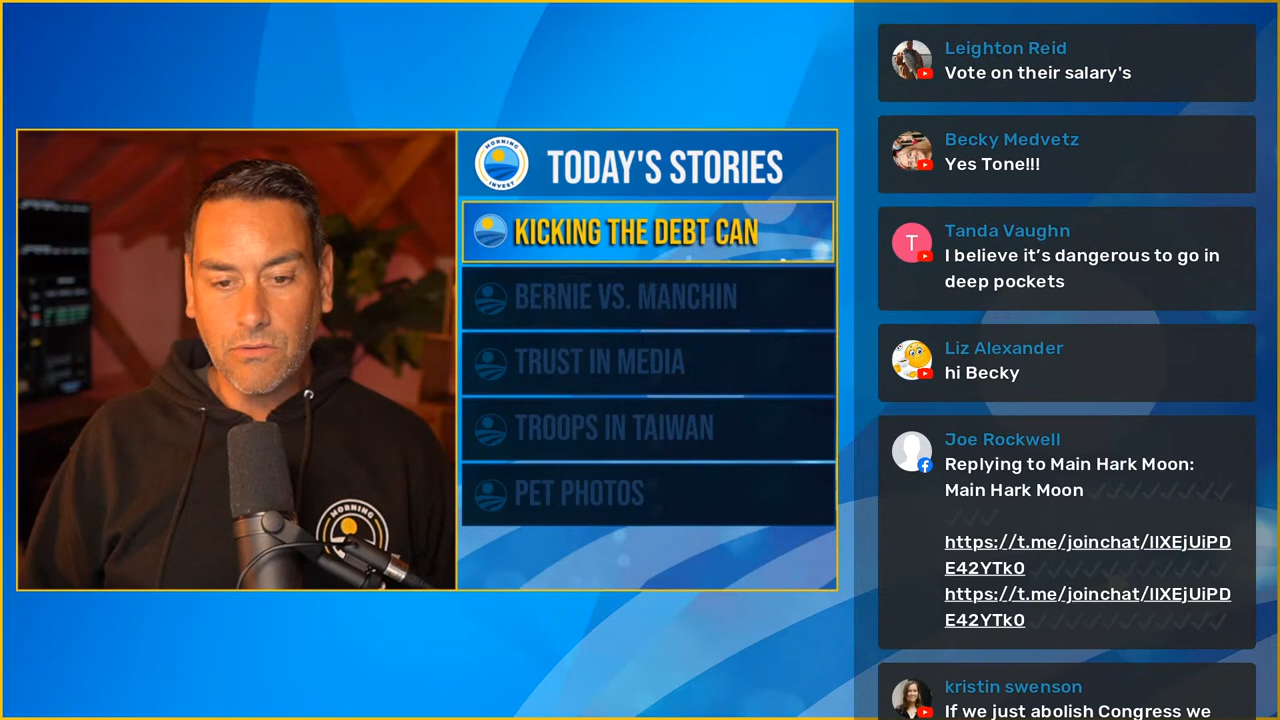 MORNING
INVEST
TODAY'S STORIES
KICKING THE DEBT CAN
BERNIE VS. MANCHIN
TRUST IN MEDIA
TROOPS IN TAIWAN
PET PHOTOS
MORNING
Leighton Reid
Vote on their salary's
Becky Medvetz
Yes Tone!!!
T
Tanda Vaughn
I believe it’s dangerous to go in
deep pockets
Liz Alexander
hi Becky
Joe Rockwell
Replying to Main Hark Moon:
Main Hark Moon ✓✓✓✓✓✓✓
✓✓✓
https://t.me/joinchat/IIXEjUiPD
E42YTk0 ✓✓✓✓✓✓✓✓✓✓
https://t.me/joinchat/IIXEjUiPD
E42YTk0 ✓✓✓✓✓✓✓✓✓✓
kristin swenson
If we just abolish Congress we